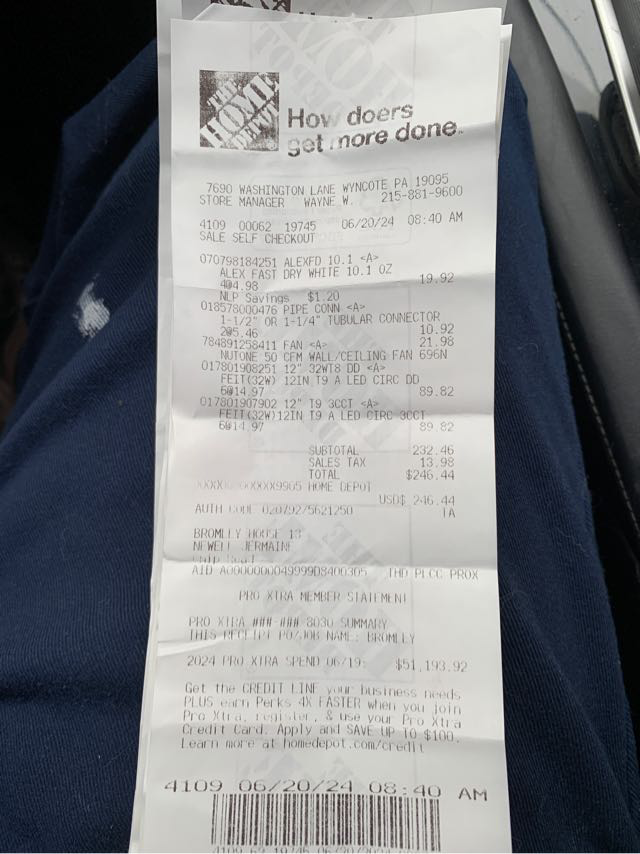 THE
HOME
DEPOT
How doers
get more done.
7690 WASHINGTON LANE WYNCOTE PA 19095
STORE MANAGER WAYNE W. 215-881-9600
4109 00062 19745 06/20/24 08:40 AM
SALE SELF CHECKOUT
070798184251 ALEXFD 10.1 <A>
ALEX FAST DRY WHITE 10.1 OZ
4@4.98 19.92
NLP Savings $1.20
018578000476 PIPE CONN <A>
1-1/2" OR 1-1/4" TUBULAR CONNECTOR
2@5.46 10.92
784891258411 FAN <A> 21.98
NUTONE 50 CFM WALL/CEILING FAN 696N
017801908251 12" 32WT8 DD <A>
FEIT(32W) 12IN T9 A LED CIRC DD
6@14.97 89.82
017801907902 12" T9 3CCT <A>
FEIT(32W)12IN T9 A LED CIRC 3CCT
6@14.97 89.82
SUBTOTAL 232.46
SALES TAX 13.98
TOTAL $246.44
HOME DEPOT
USD$ 246.44
AUTH CODE 020792/5621250 TA
BROMLEY HOUSE 13
NEWELL JERMAINE
Chip Read
AID A0000000049999D8400305 THD PLCC PROX
PRO XTRA MEMBER STATEMENT
PRO XTRA ###-###-8030 SUMMARY
THIS RECEIPT PO/JOB NAME: BROMLEY
2024 PRO XTRA SPEND 06/19: $51,193.92
Get the CREDIT LINE your business needs
PLUS earn Perks 4X FASTER when you join
Pro Xtra, register, & use your Pro Xtra
Credit Card. Apply and SAVE UP TO $100.
Learn more at homedepot.com/credit
4109 06/20/24 08:40 AM